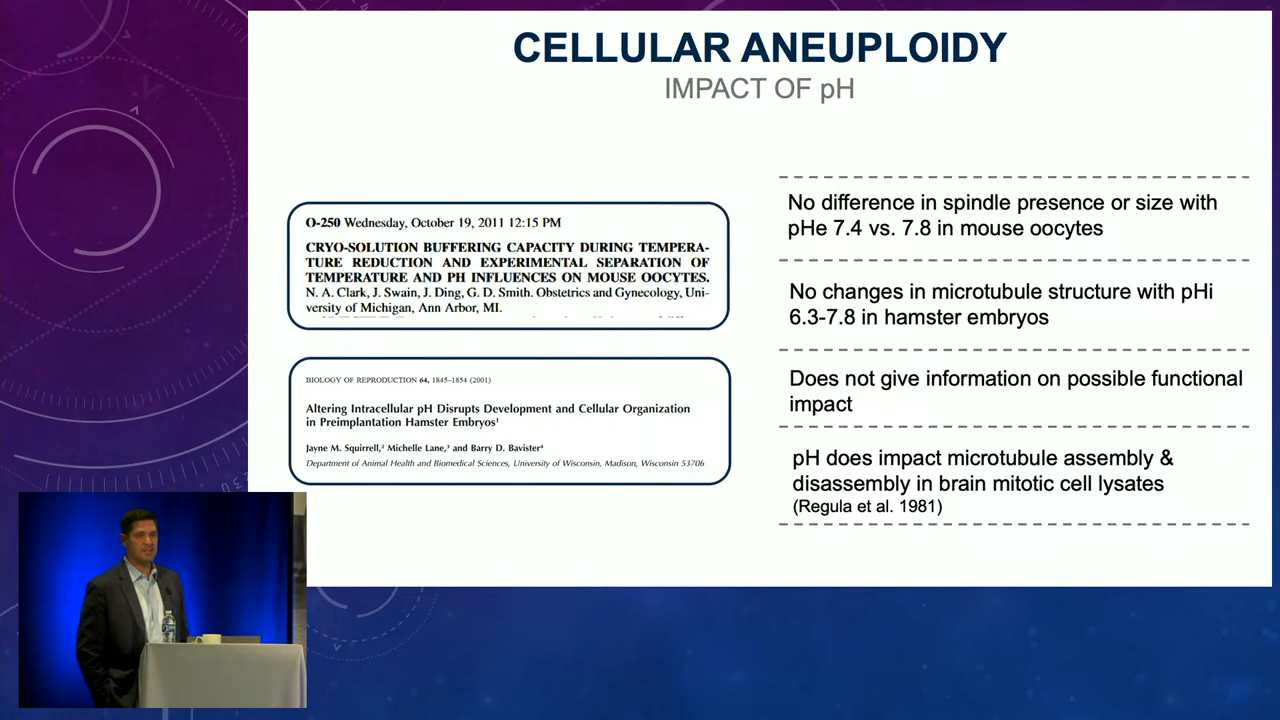 CELLULAR ANEUPLOIDY
IMPACT OF pH
O-250 Wednesday, October 19, 2011 12:15 PM
CRYO-SOLUTION BUFFERING CAPACITY DURING TEMPERA-
TURE REDUCTION AND EXPERIMENTAL SEPARATION OF
TEMPERATURE AND PH INFLUENCES ON MOUSE OOCYTES.
N. A. Clark, J. Swain, J. Ding, G. D. Smith. Obstetrics and Gynecology, Uni-
versity of Michigan, Ann Arbor, MI.
BIOLOGY OF REPRODUCTION 64, 1845–1854 (2001)
Altering Intracellular pH Disrupts Development and Cellular Organization
in Preimplantation Hamster Embryos¹
Jayne M. Squirrell,² Michelle Lane,³ and Barry D. Bavister⁴
Department of Animal Health and Biomedical Sciences, University of Wisconsin, Madison, Wisconsin 53706
No difference in spindle presence or size with
pHe 7.4 vs. 7.8 in mouse oocytes
No changes in microtubule structure with pHi
6.3-7.8 in hamster embryos
Does not give information on possible functional
impact
pH does impact microtubule assembly &
disassembly in brain mitotic cell lysates
(Regula et al. 1981)